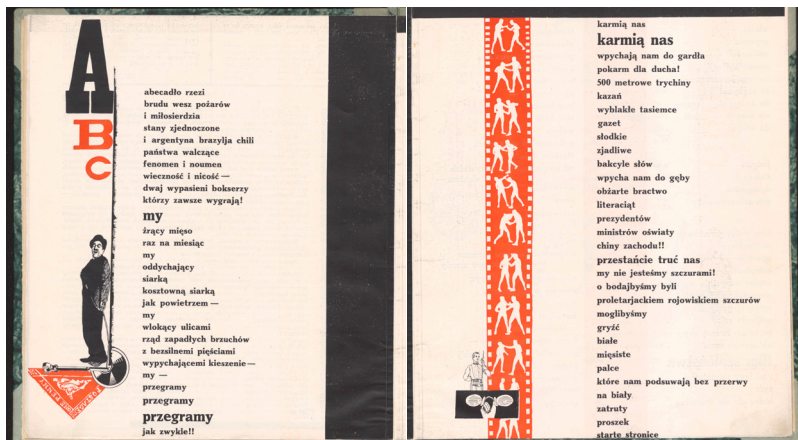 A
B
C
abecadło rzezi
brudu wesz pożarów
i miłosierdzia
stany zjednoczone
i argentyna brazylja chili
państwa walczące
fenomen i noumen
wieczność i nicość —
dwaj wypasieni bokserzy
którzy zawsze wygrają!
my
żrący mięso
raz na miesiąc
my
oddychający
siarką
kosztowną siarką
jak powietrzem —
my
włokący ulicami
rząd zapadłych brzuchów
z bezsilnemi pięściami
wypychającemi kieszenie —
my —
przegramy
przegramy
przegramy
jak zwykle!!
karmią nas
karmią nas
wpychają nam do gardła
pokarm dla ducha!
500 metrowe trychiny
kazań
wyblakłe tasiemce
gazet
słodkie
zjadliwe
bakcyle słów
wpycha nam do gęby
obżarte bractwo
literaciąt
prezydentów
ministrów oświaty
chiny zachodu!!
przestańcie truć nas
my nie jesteśmy szczurami!
o bodajbyśmy byli
proletarjackiem rojowiskiem szczurów
moglibyśmy
gryźć
białe
mięsiste
palce
które nam podsuwają bez przerwy
na biały
zatruty
proszek
starte stronice